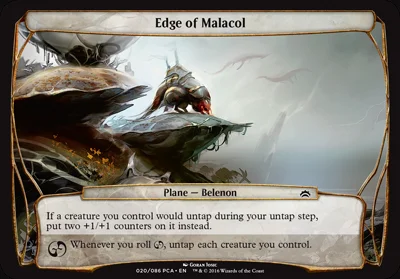 Edge of Malacol
Plane — Belenon
If a creature you control would untap during your untap step,
put two +1/+1 counters on it instead.
Whenever you roll , untap each creature you control.
Goran Josic
020/086 PCA • EN ™ & © 2016 Wizards of the Coast